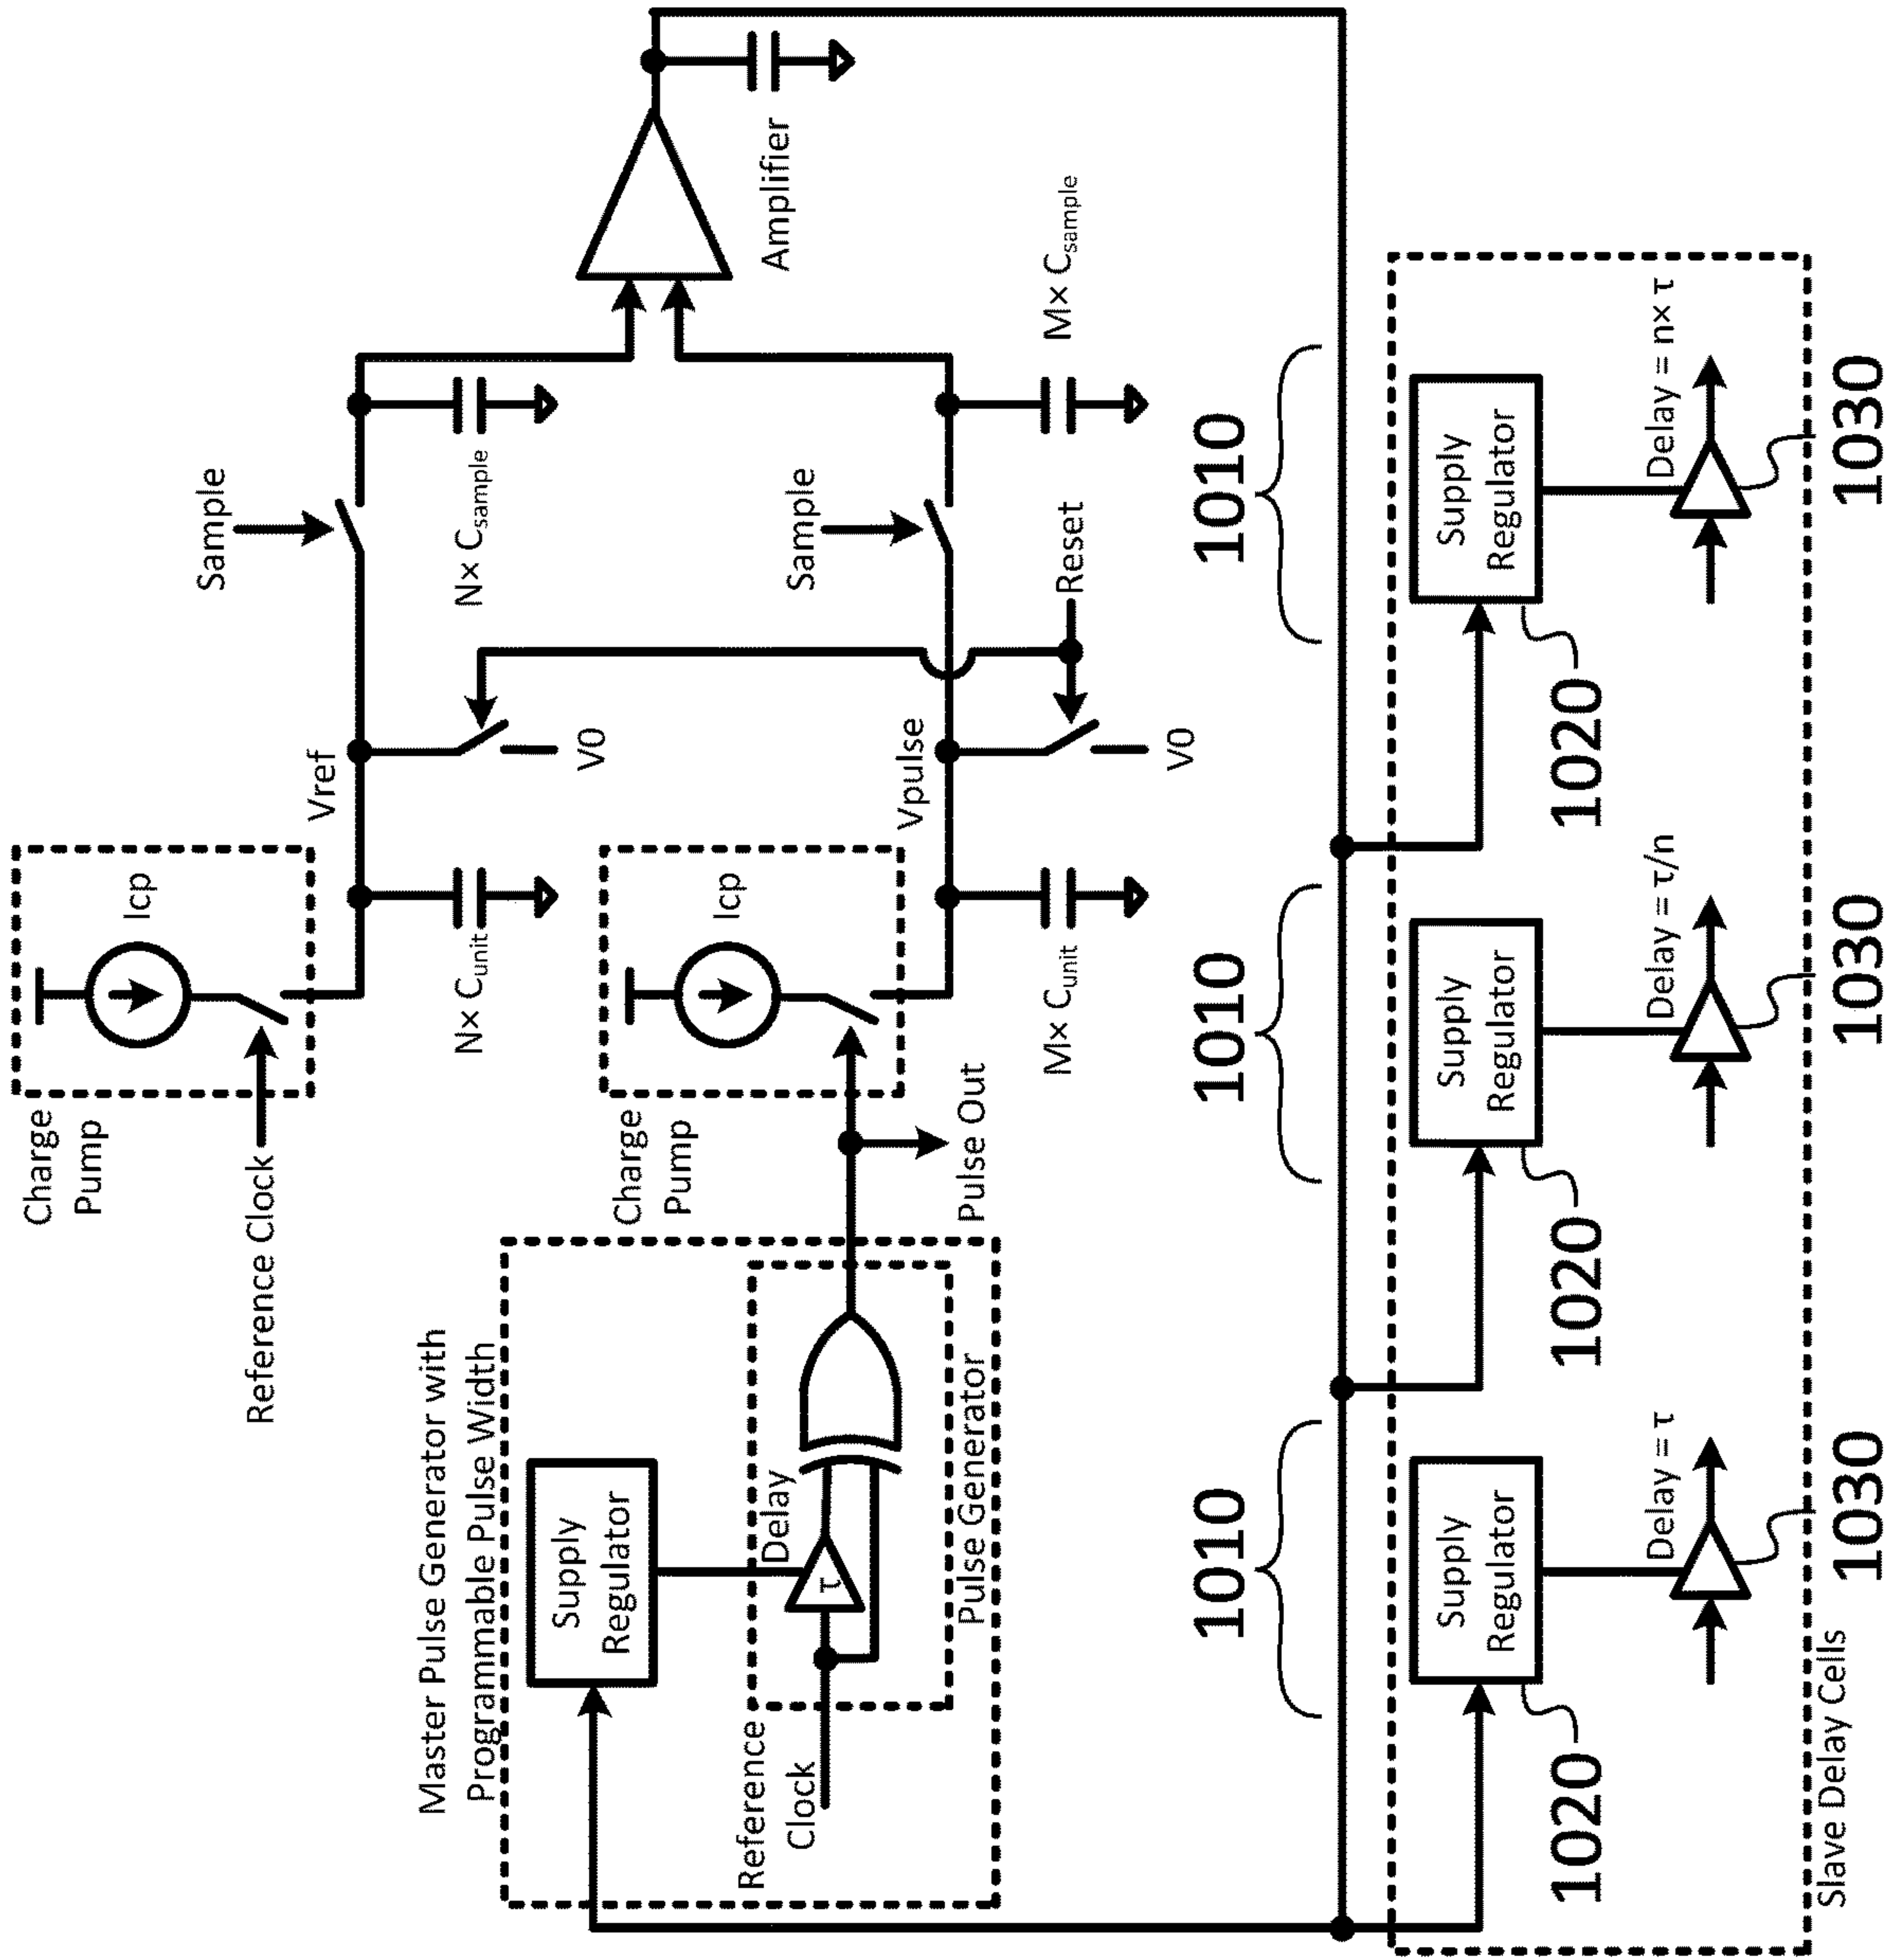 Charge
Pump
Icp
Reference Clock
Vref
N× Cunit
V0
Sample
N× Csample
Master Pulse Generator with
Programmable Pulse Width
Supply
Regulator
Reference
Clock
Delay
τ
Pulse Generator
Pulse Out
Charge
Pump
Icp
Vpulse
M× Cunit
V0
Reset
Sample
M× Csample
Amplifier
1010
1010
1010
Supply
Regulator
1020
Delay = τ
1030
Supply
Regulator
1020
Delay = τ/n
1030
Supply
Regulator
1020
Delay = n× τ
1030
Slave Delay Cells